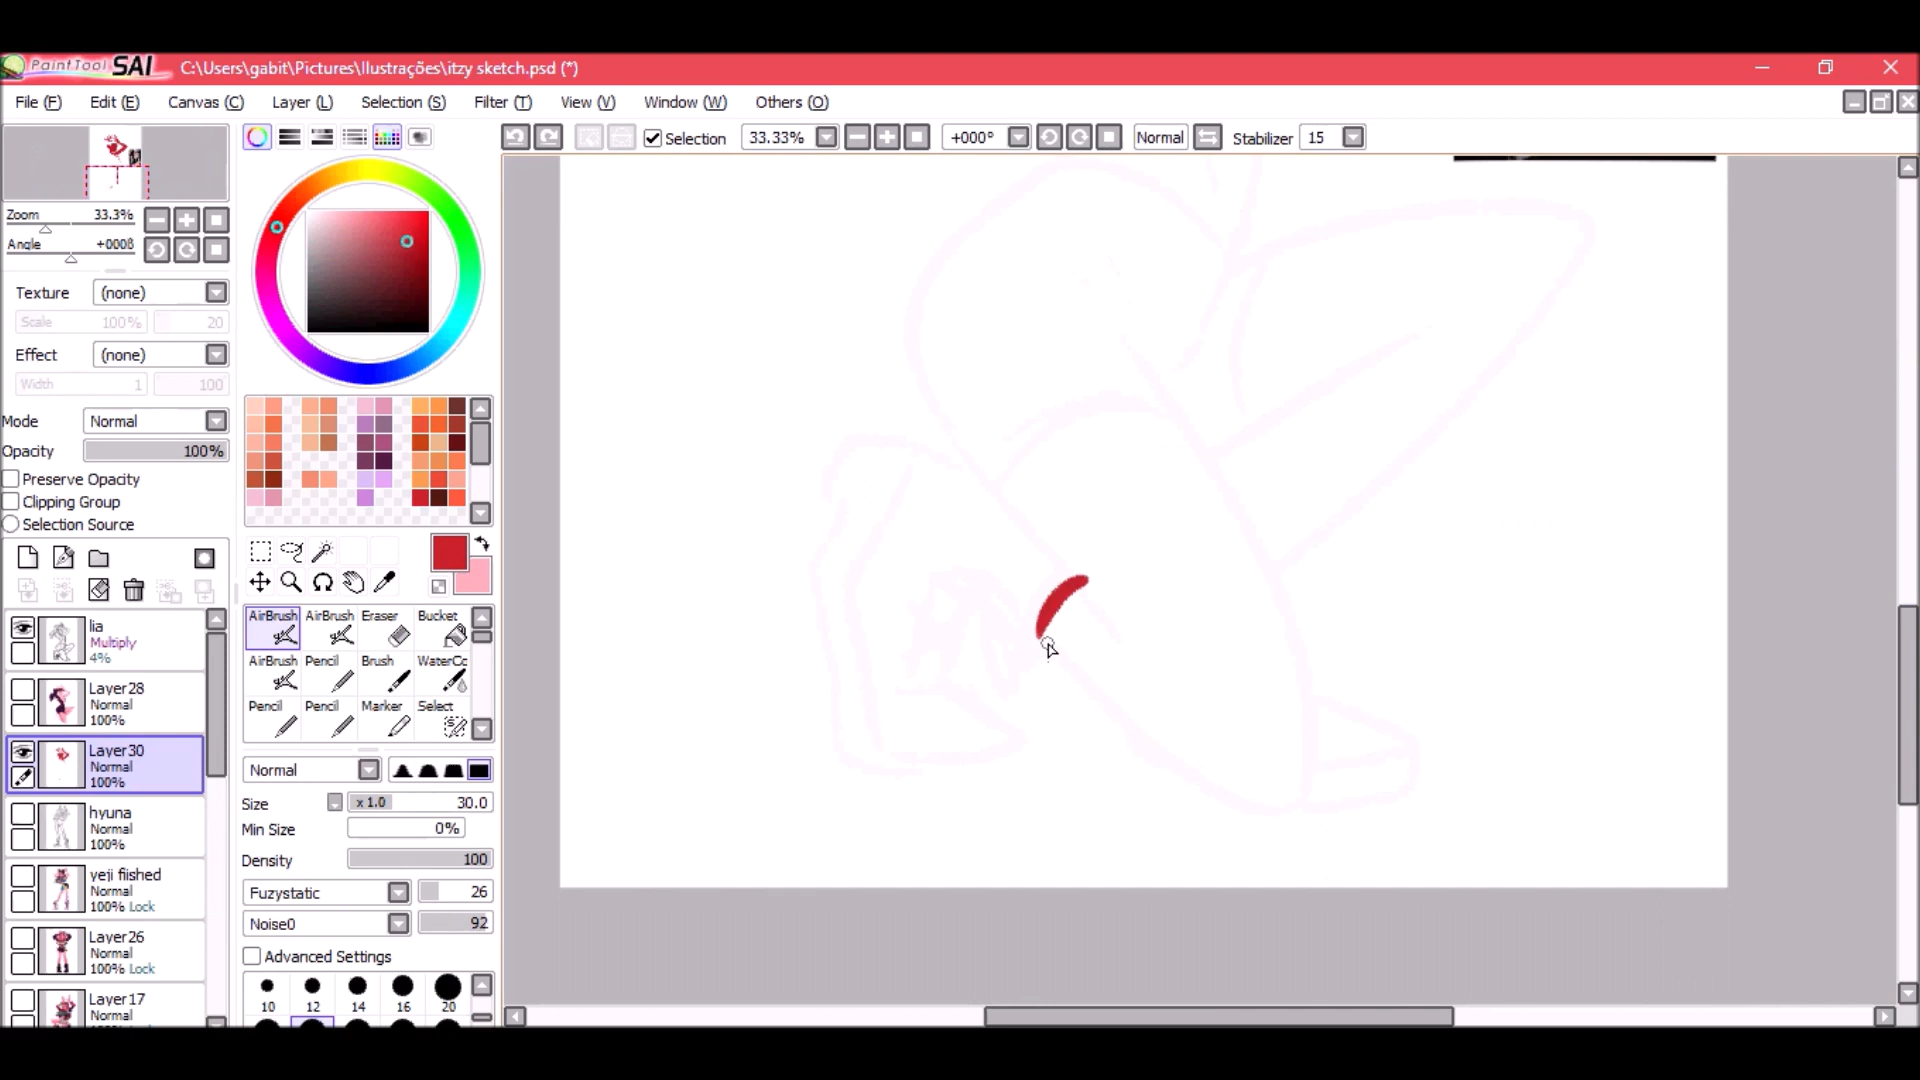 PaintTool SAI C:\Users\gabit\Pictures\Ilustrações\itzy sketch.psd (*)
File (F) Edit (E) Canvas (C) Layer (L) Selection (S) Filter (T) View (V) Window (W) Others (O)
Selection 33.33% +000° Normal Stabilizer 15
Zoom 33.3%
Angle +000ß
Texture (none)
Scale 100% 20
Effect (none)
Width 1 100
Mode Normal
Opacity 100%
Preserve Opacity
Clipping Group
Selection Source
lia
Multiply
4%
Layer28
Normal
100%
Layer30
Normal
100%
hyuna
Normal
100%
yeji fiished
Normal
100% Lock
Layer26
Normal
100% Lock
Layer17
Normal
AirBrush AirBrush Eraser Bucket
AirBrush Pencil Brush WaterCo
Pencil Pencil Marker Select
Normal
Size x 1.0 30.0
Min Size 0%
Density 100
Fuzystatic 26
Noise0 92
Advanced Settings
10 12 14 16 20